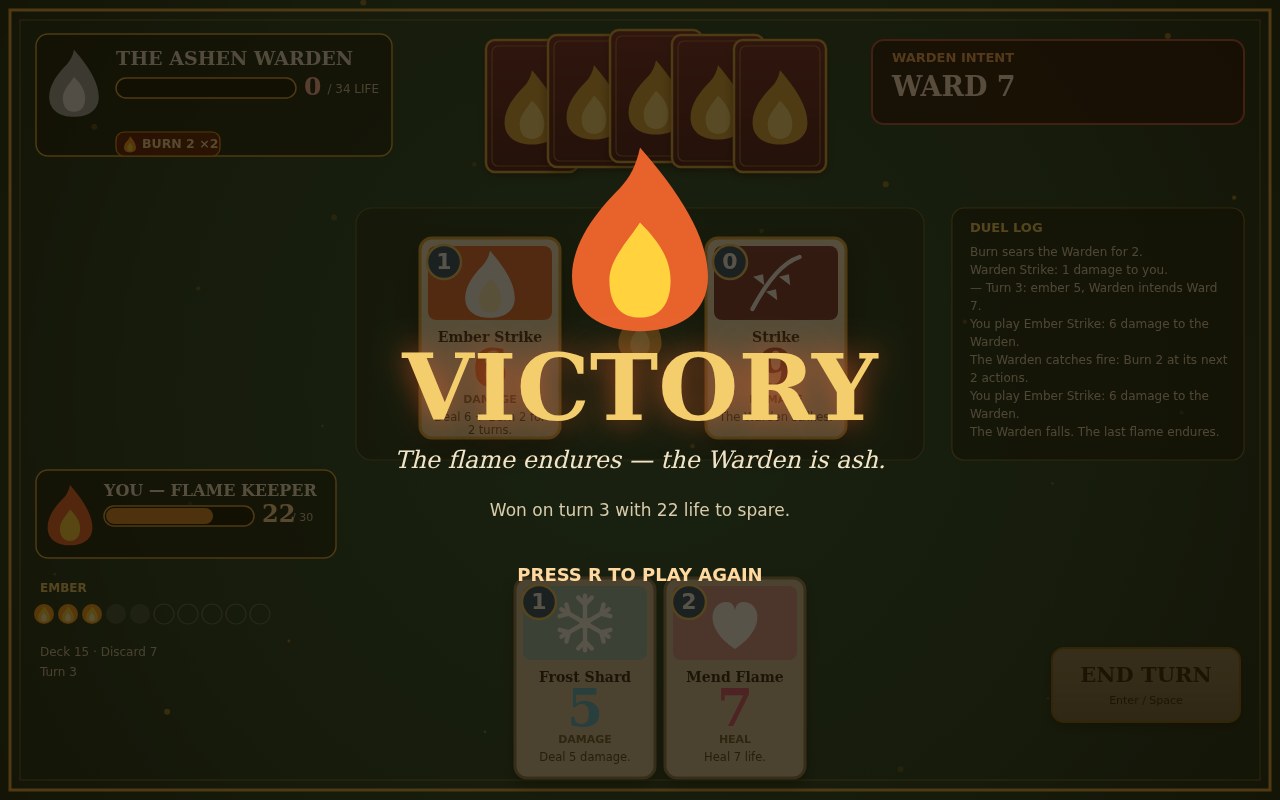 THE ASHEN WARDEN
0 / 34 LIFE
BURN 2 ×2
WARDEN INTENT
WARD 7
1
Ember Strike
6
DAMAGE
2 turns.
0
Strike
9
DUEL LOG
Burn sears the Warden for 2.
Warden Strike: 1 damage to you.
— Turn 3: ember 5, Warden intends Ward
7.
You play Ember Strike: 6 damage to the
Warden.
The Warden catches fire: Burn 2 at its next
2 actions.
You play Ember Strike: 6 damage to the
Warden.
The Warden falls. The last flame endures.
VICTORY
The flame endures — the Warden is ash.
Won on turn 3 with 22 life to spare.
PRESS R TO PLAY AGAIN
YOU — FLAME KEEPER
22 / 30
EMBER
Deck 15 · Discard 7
Turn 3
1
Frost Shard
5
DAMAGE
Deal 5 damage.
2
Mend Flame
7
HEAL
Heal 7 life.
END TURN
Enter / Space